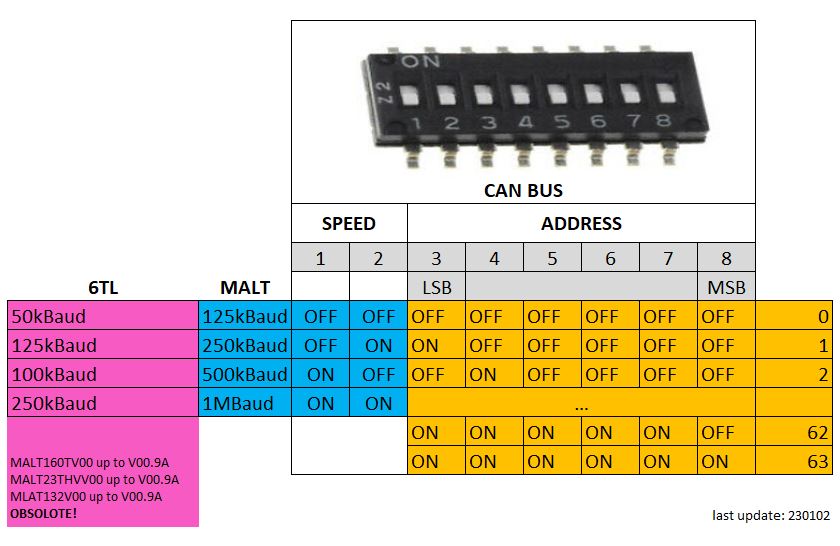 ON
Z 2
1 2 3 4 5 6 7 8
CAN BUS
SPEED ADDRESS
1 2 3 4 5 6 7 8
6TL MALT LSB MSB
50kBaud 125kBaud OFF OFF OFF OFF OFF OFF OFF OFF 0
125kBaud 250kBaud OFF ON ON OFF OFF OFF OFF OFF 1
100kBaud 500kBaud ON OFF OFF ON OFF OFF OFF OFF 2
250kBaud 1MBaud ON ON ...
ON ON ON ON ON OFF 62
ON ON ON ON ON ON 63
MALT160TV00 up to V00.9A
MALT23THVV00 up to V00.9A
MLAT132V00 up to V00.9A
OBSOLOTE!
last update: 230102